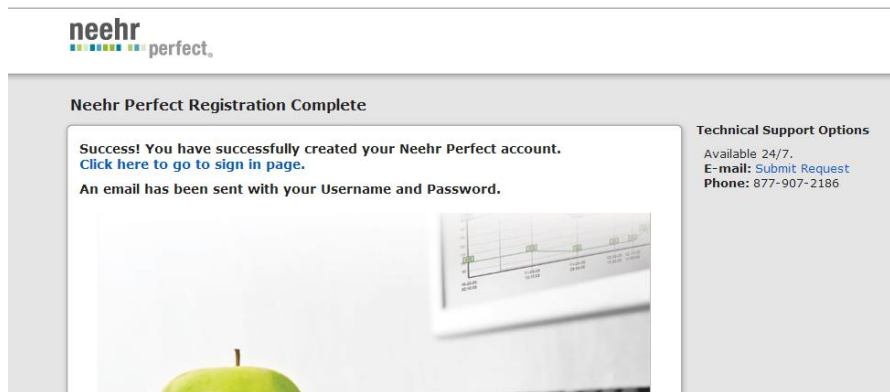 neehr
perfect®
Neehr Perfect Registration Complete
Success! You have successfully created your Neehr Perfect account.
Click here to go to sign in page.
An email has been sent with your Username and Password.
Technical Support Options
Available 24/7.
E-mail: Submit Request
Phone: 877-907-2186